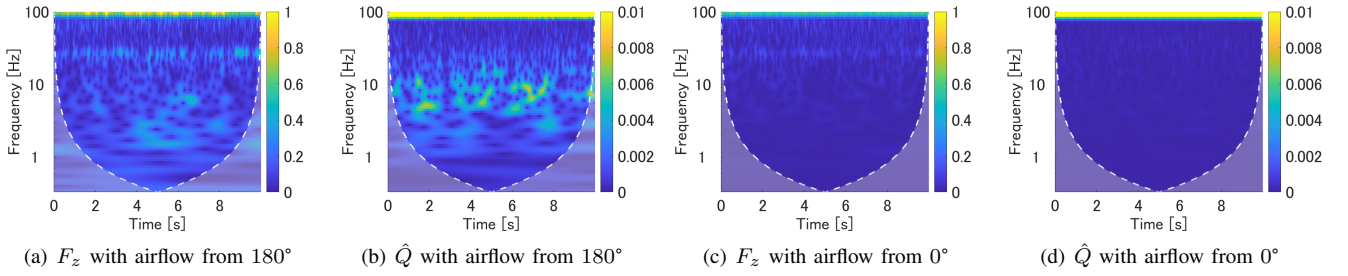 100
10
1
Frequency [Hz]
0 2 4 6 8
Time [s]
1
0.8
0.6
0.4
0.2
0
100
10
1
Frequency [Hz]
0 2 4 6 8
Time [s]
0.01
0.008
0.006
0.004
0.002
0
100
10
1
Frequency [Hz]
0 2 4 6 8
Time [s]
1
0.8
0.6
0.4
0.2
0
100
10
1
Frequency [Hz]
0 2 4 6 8
Time [s]
0.01
0.008
0.006
0.004
0.002
0
(a) F_z with airflow from 180°
(b) Q̂ with airflow from 180°
(c) F_z with airflow from 0°
(d) Q̂ with airflow from 0°